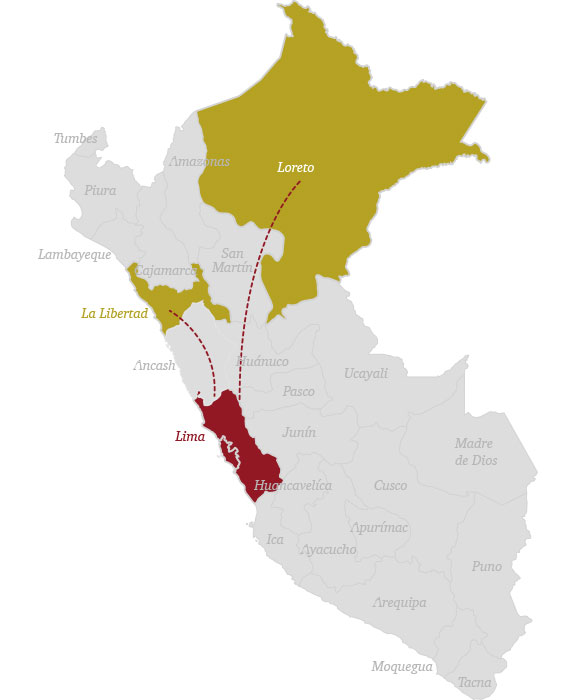 Tumbes
Amazonas
Loreto
Piura
Lambayeque
San
Martín
Cajamarca
La Libertad
Ancash
Huánuco
Ucayali
Pasco
Lima
Junín
Madre
de Dios
Huancavelíca
Cusco
Apurímac
Ica
Ayacucho
Puno
Arequipa
Moquegua
Tacna